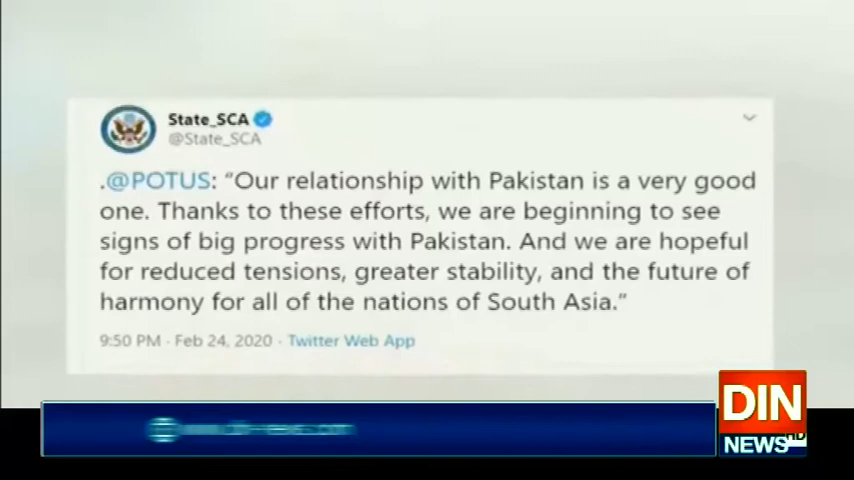 State_SCA
@State_SCA
.@POTUS: “Our relationship with Pakistan is a very good
one. Thanks to these efforts, we are beginning to see
signs of big progress with Pakistan. And we are hopeful
for reduced tensions, greater stability, and the future of
harmony for all of the nations of South Asia.”
9:50 PM · Feb 24, 2020 · Twitter Web App
DIN
NEWS HD